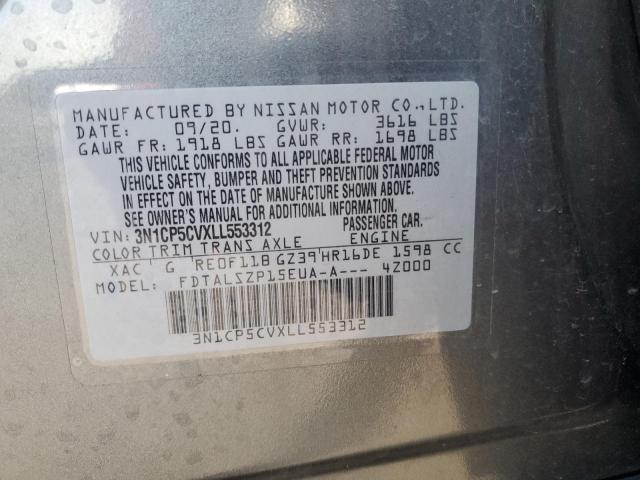 MANUFACTURED BY NISSAN MOTOR CO.,LTD.
DATE: 09/20. GVWR: 3616 LBS
GAWR FR: 1918 LBS GAWR RR: 1698 LBS
THIS VEHICLE CONFORMS TO ALL APPLICABLE FEDERAL MOTOR
VEHICLE SAFETY, BUMPER AND THEFT PREVENTION STANDARDS
IN EFFECT ON THE DATE OF MANUFACTURE SHOWN ABOVE.
SEE OWNER'S MANUAL FOR ADDITIONAL INFORMATION.
VIN: 3N1CP5CVXLL553312 PASSENGER CAR.
COLOR TRIM TRANS AXLE ENGINE
XAC G 'RE0F11B GZ39'HR16DE 1598 CC
MODEL: FDTALSZP15EUA-A--- 4Z000
3N1CP5CVXLL553312